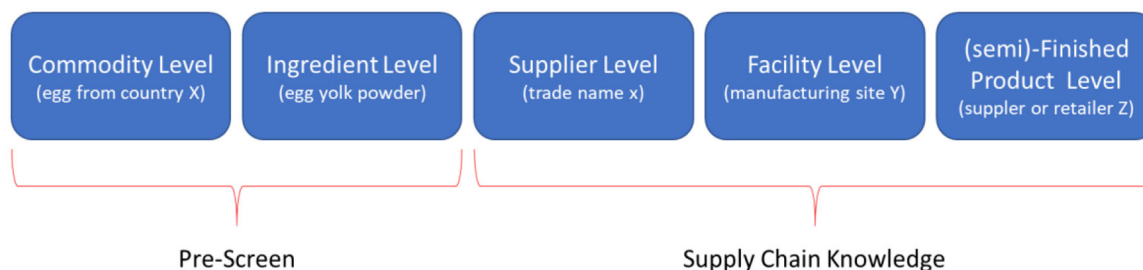 Commodity Level
(egg from country X)
Ingredient Level
(egg yolk powder)
Supplier Level
(trade name x)
Facility Level
(manufacturing site Y)
(semi)-Finished
Product Level
(suppler or retailer Z)
Pre-Screen
Supply Chain Knowledge